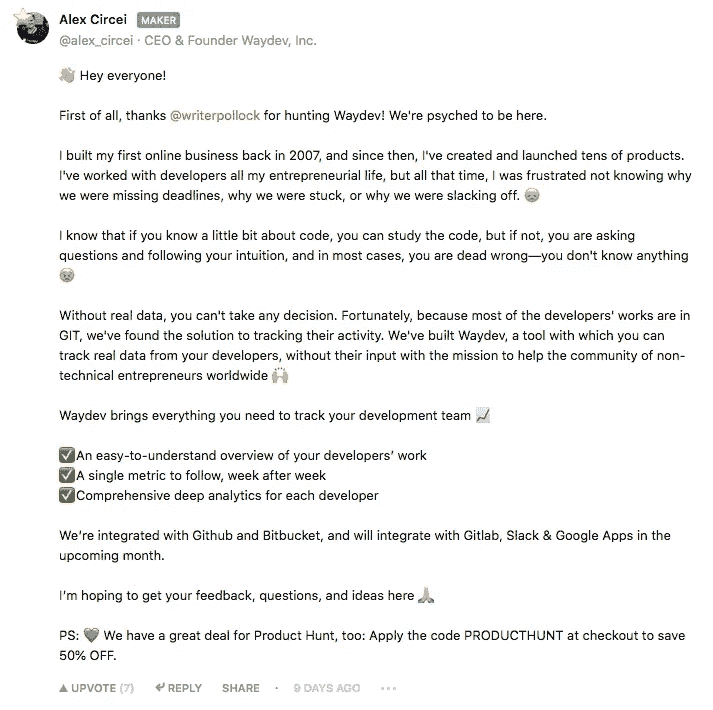 Alex Circei MAKER
@alex_circei · CEO & Founder Waydev, Inc.
👋 Hey everyone!
First of all, thanks @writerpollock for hunting Waydev! We're psyched to be here.
I built my first online business back in 2007, and since then, I've created and launched tens of products.
I've worked with developers all my entrepreneurial life, but all that time, I was frustrated not knowing why
we were missing deadlines, why we were stuck, or why we were slacking off. 😞
I know that if you know a little bit about code, you can study the code, but if not, you are asking
questions and following your intuition, and in most cases, you are dead wrong—you don't know anything
😢
Without real data, you can't take any decision. Fortunately, because most of the developers' works are in
GIT, we've found the solution to tracking their activity. We've built Waydev, a tool with which you can
track real data from your developers, without their input with the mission to help the community of non-
technical entrepreneurs worldwide 🙌
Waydev brings everything you need to track your development team 📈
✅An easy-to-understand overview of your developers' work
✅A single metric to follow, week after week
✅Comprehensive deep analytics for each developer
We're integrated with Github and Bitbucket, and will integrate with Gitlab, Slack & Google Apps in the
upcoming month.
I'm hoping to get your feedback, questions, and ideas here 🙏
PS: 💖 We have a great deal for Product Hunt, too: Apply the code PRODUCTHUNT at checkout to save
50% OFF.
▲ UPVOTE (7) REPLY SHARE · 9 DAYS AGO ···